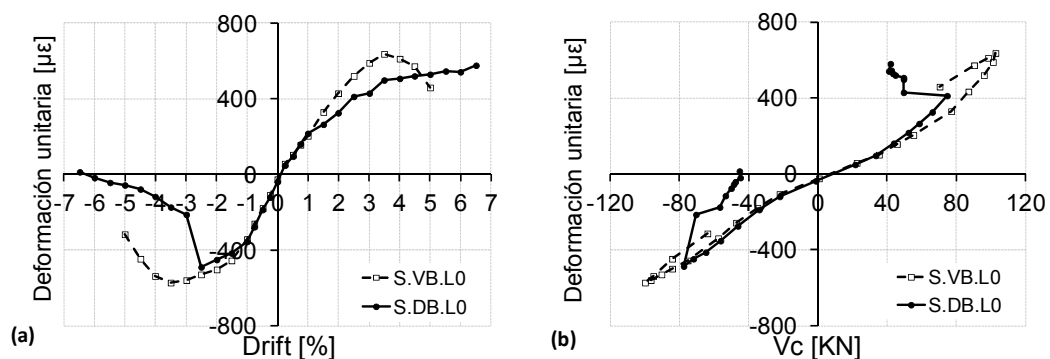 800
400
0
-400
-800
-7 -6 -5 -4 -3 -2 -1 0 1 2 3 4 5 6 7
Deformación unitaria [µε]
Drift [%]
S.VB.L0
S.DB.L0
(a)
800
400
0
-400
-800
-120 -80 -40 0 40 80 120
Deformación unitaria [µε]
Vc [KN]
S.VB.L0
S.DB.L0
(b)